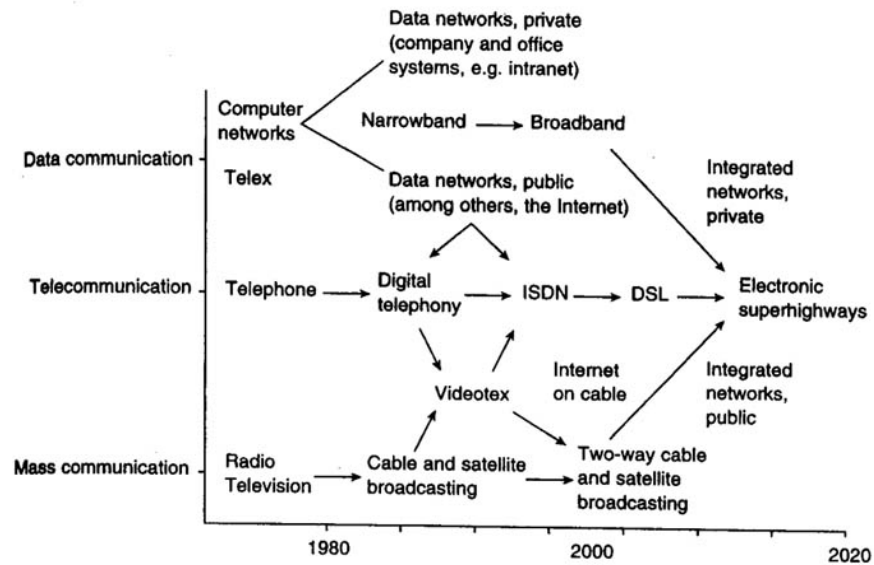 Data networks, private
(company and office
systems, e.g. intranet)
Computer
networks
Narrowband
Broadband
Data communication
Telex
Data networks, public
(among others, the Internet)
Integrated
networks,
private
Telecommunication
Telephone
Digital
telephony
ISDN
DSL
Electronic
superhighways
Videotex
Internet
on cable
Integrated
networks,
public
Mass communication
Radio
Television
Cable and satellite
broadcasting
Two-way cable
and satellite
broadcasting
1980
2000
2020